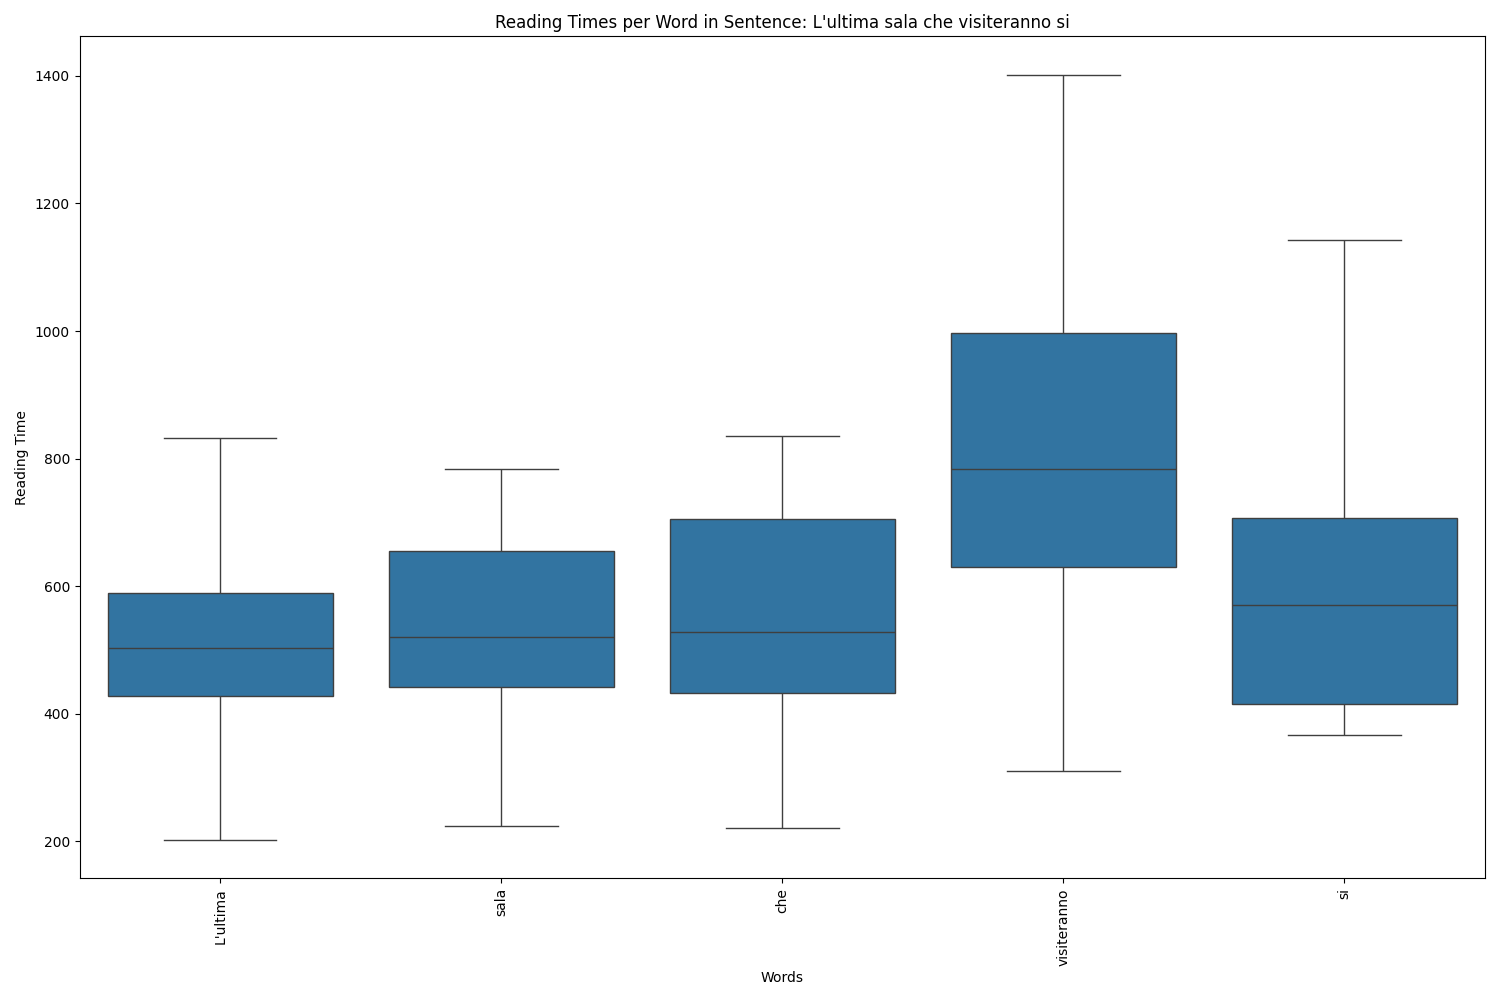 Reading Times per Word in Sentence: L'ultima sala che visiteranno si
1400
1200
1000
800
600
400
200
Reading Time
L'ultima
sala
che
visiteranno
si
Words